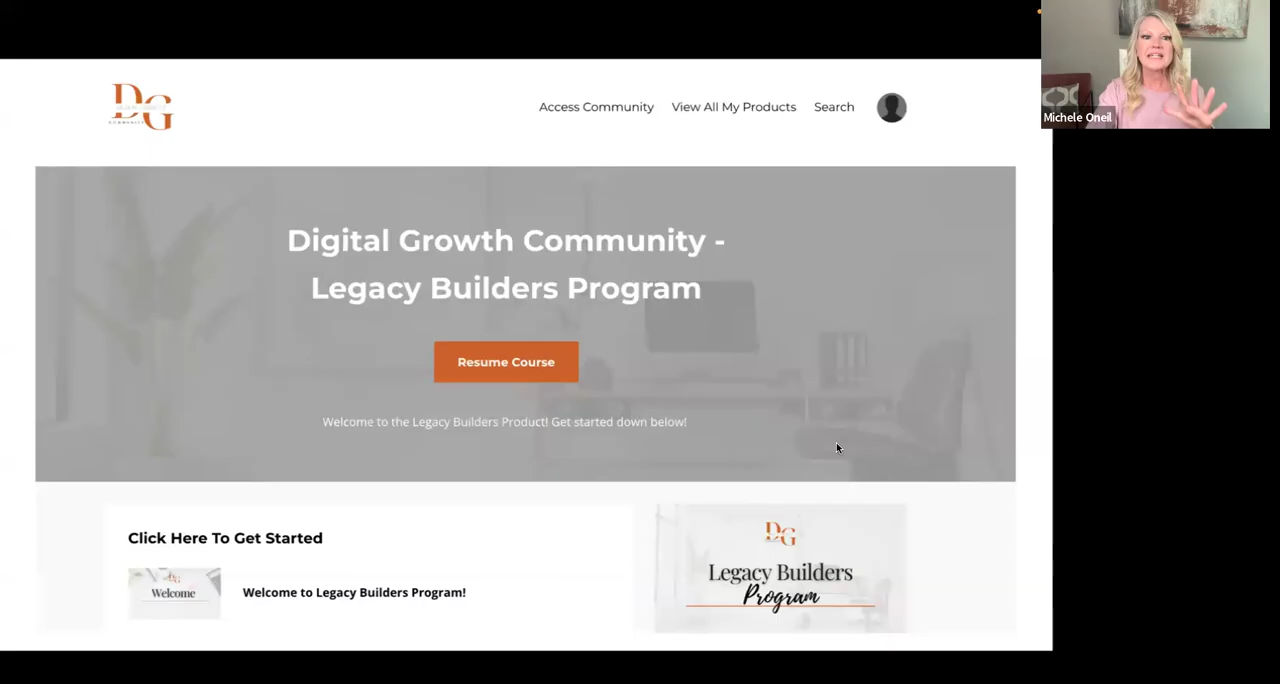 DG
Access Community View All My Products Search
Michele Oneil
Digital Growth Community -
Legacy Builders Program
Resume Course
Welcome to the Legacy Builders Product! Get started down below!
Click Here To Get Started
DG
Welcome
Welcome to Legacy Builders Program!
DG
Legacy Builders
Program